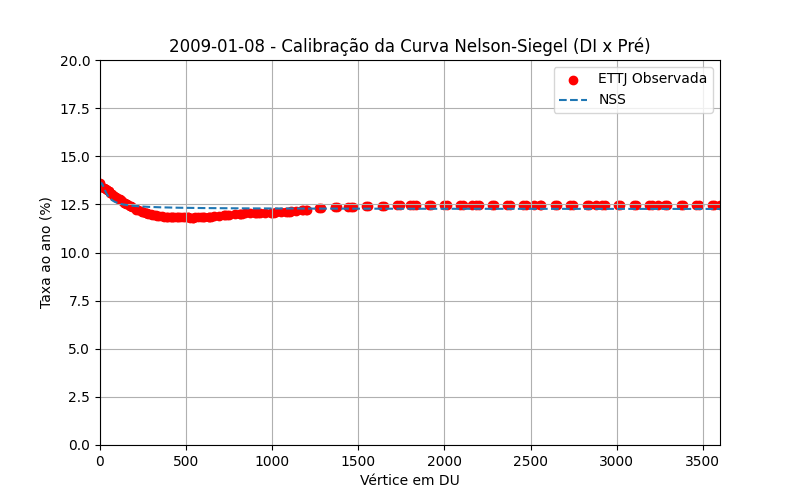 2009-01-08 - Calibração da Curva Nelson-Siegel (DI x Pré)
ETTJ Observada
NSS
Taxa ao ano (%)
20.0
17.5
15.0
12.5
10.0
7.5
5.0
2.5
0.0
0 500 1000 1500 2000 2500 3000 3500
Vértice em DU